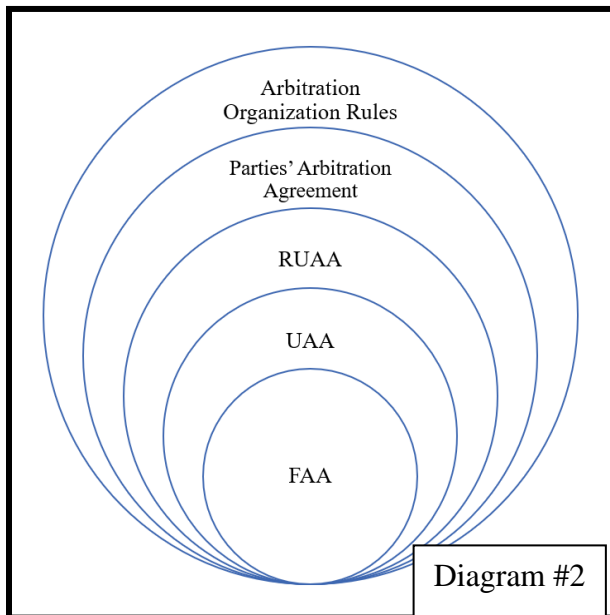 Arbitration
Organization Rules
Parties’ Arbitration
Agreement
RUAA
UAA
FAA
Diagram #2